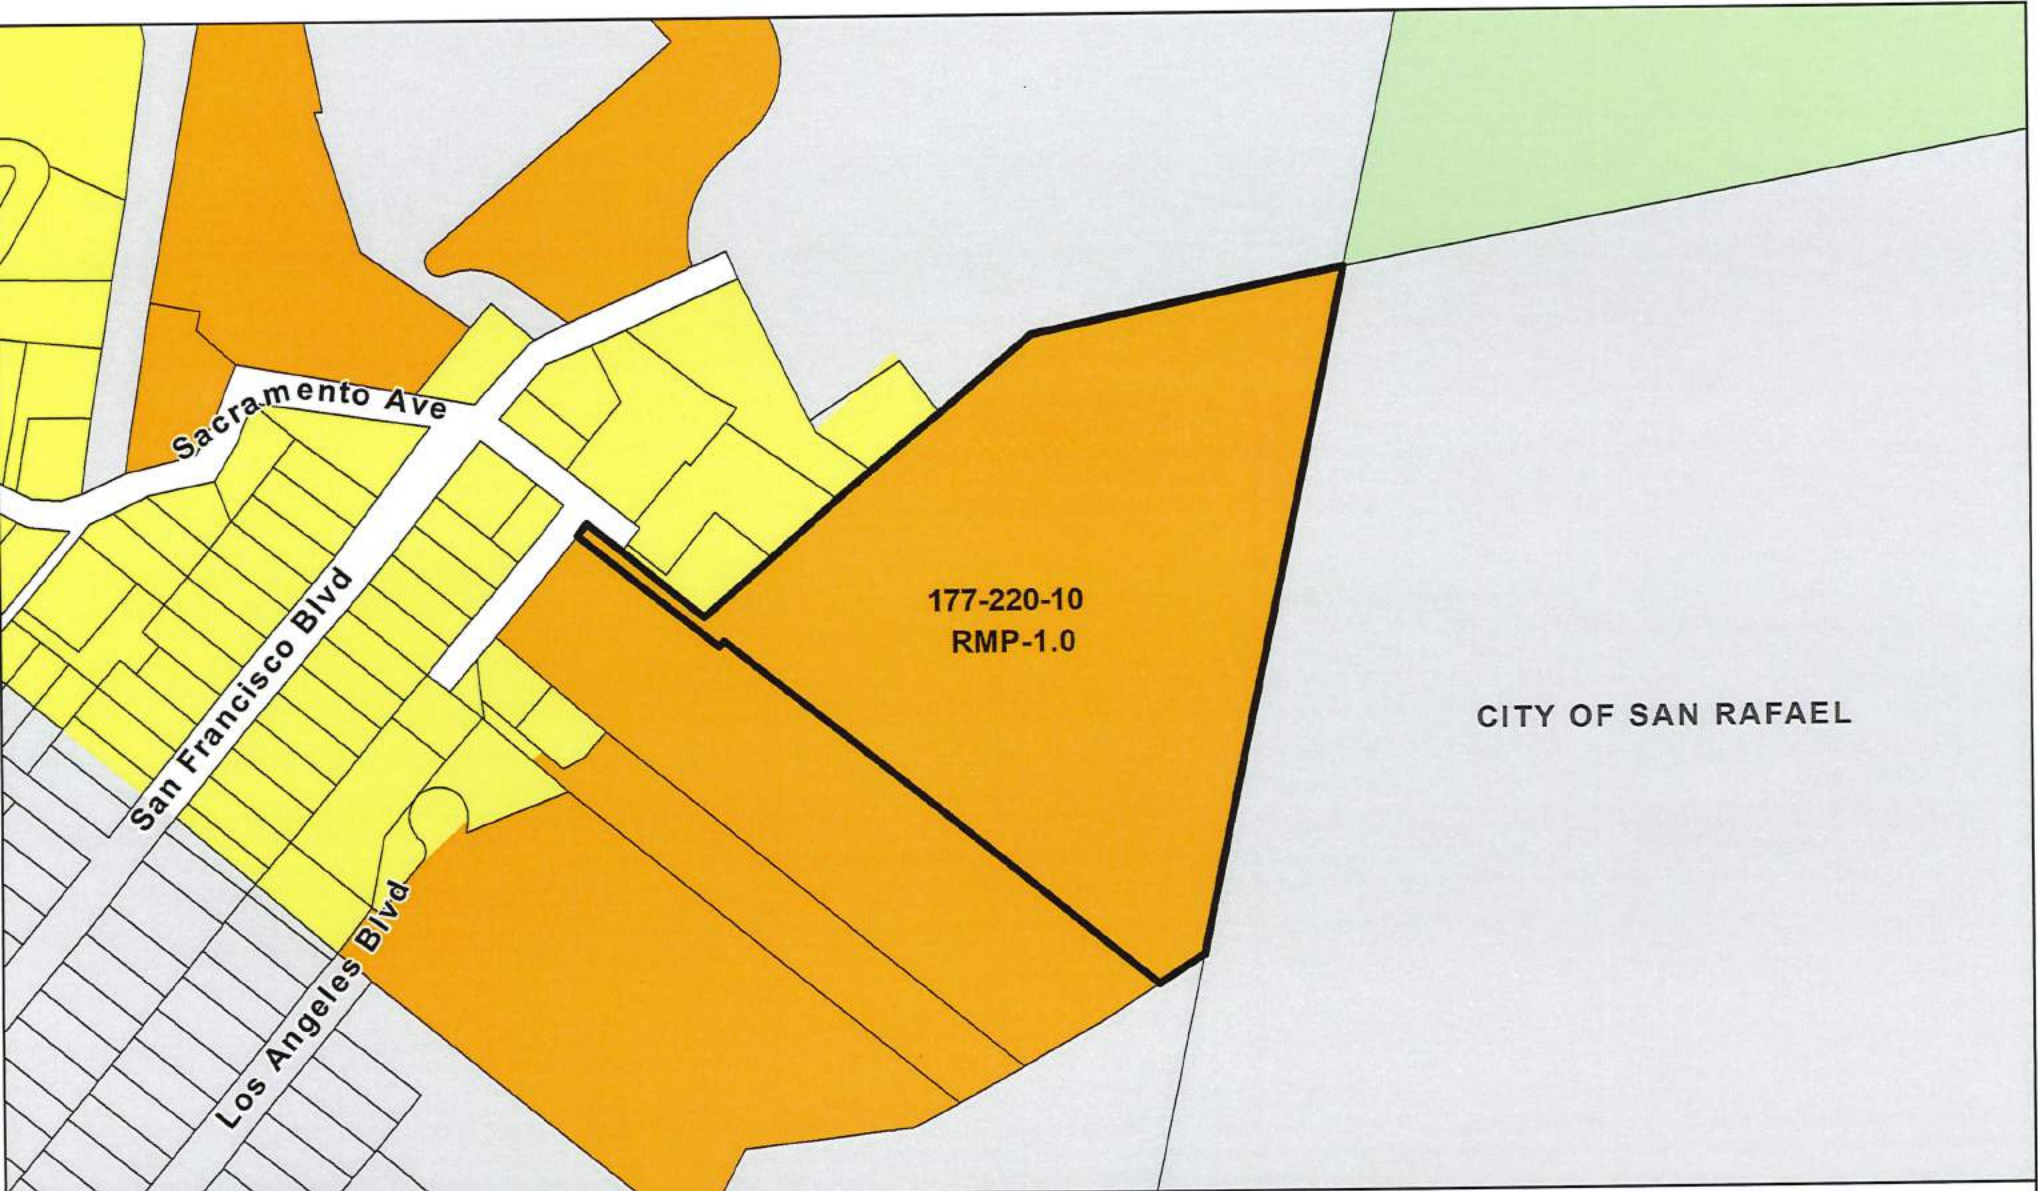 Sacramento Ave
San Francisco Blvd
177-220-10
RMP-1.0
CITY OF SAN RAFAEL
Los Angeles Blvd